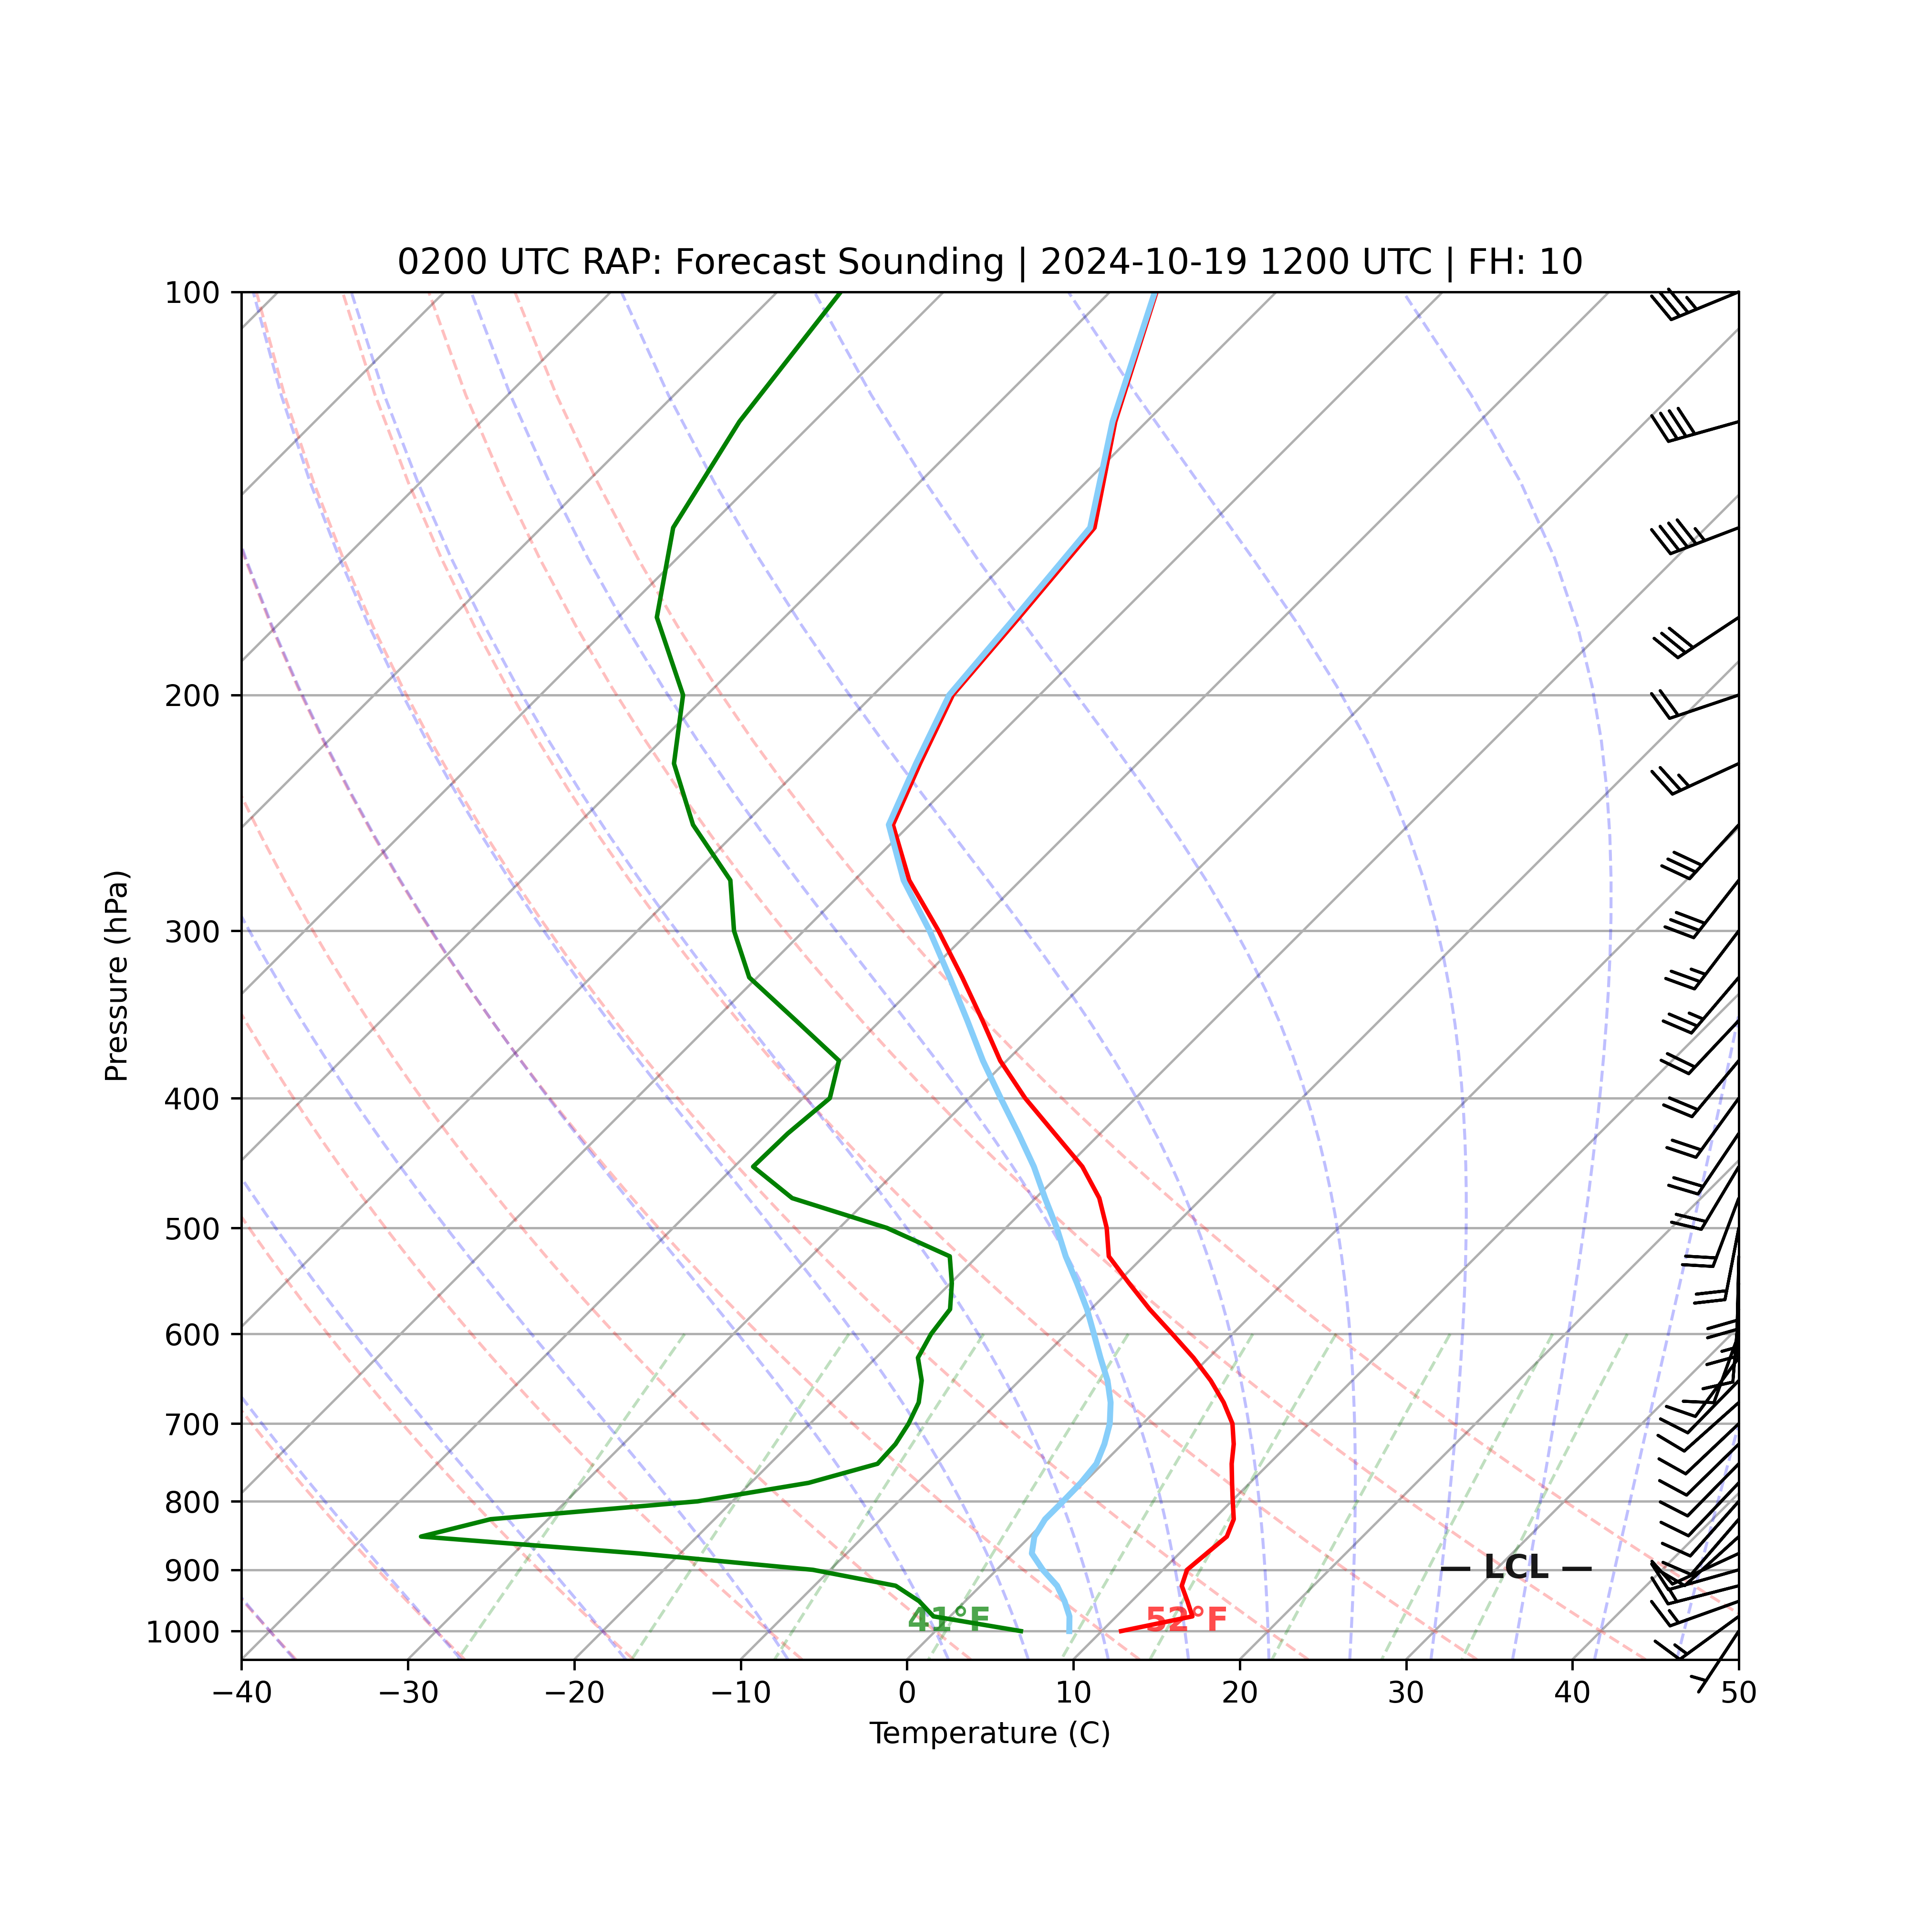 0200 UTC RAP: Forecast Sounding | 2024-10-19 1200 UTC | FH: 10
100
200
300
400
500
600
700
800
900
1000
Pressure (hPa)
— LCL —
41°F
52°F
−40 −30 −20 −10 0 10 20 30 40 50
Temperature (C)